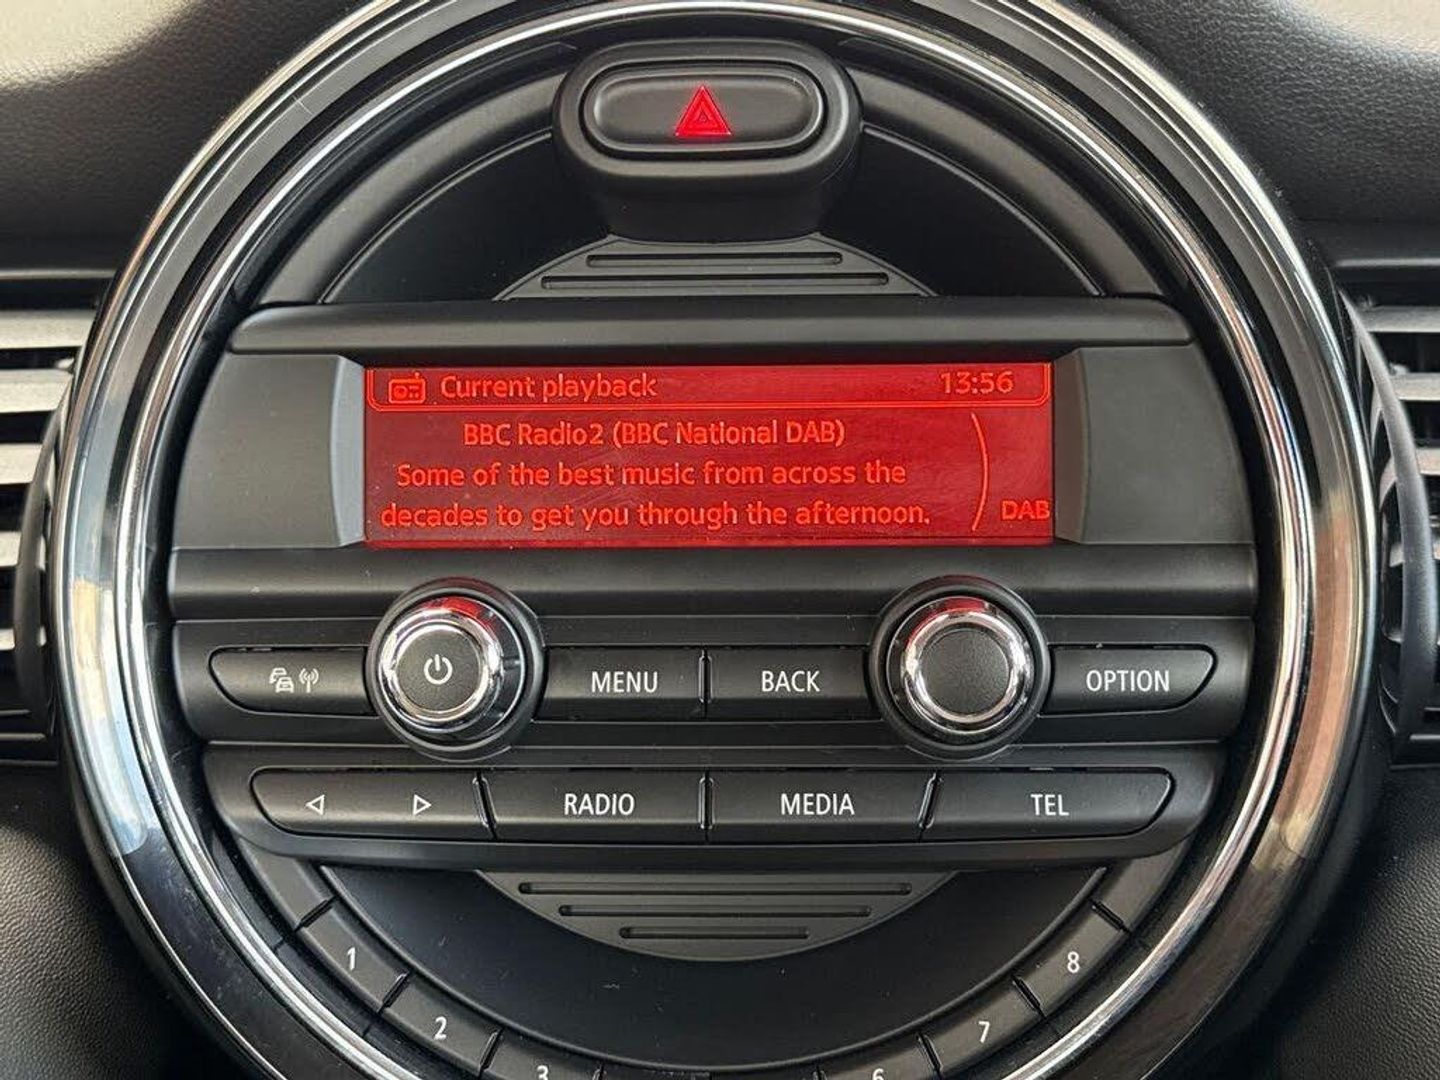 Current playback 13:56
BBC Radio2 (BBC National DAB)
Some of the best music from across the
decades to get you through the afternoon.
DAB
MENU BACK OPTION
RADIO MEDIA TEL
1 8
2 7
3 6